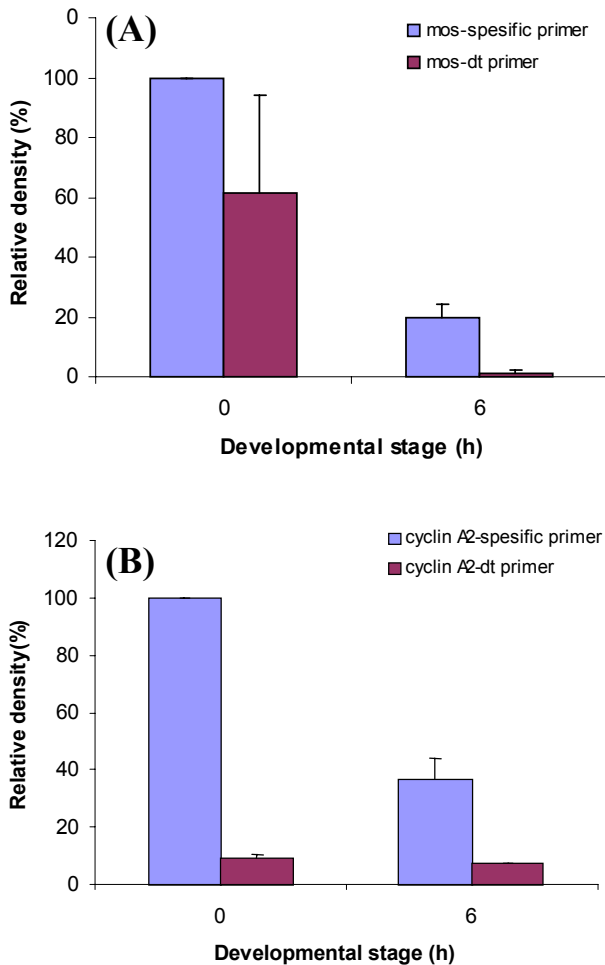 (A)
mos-spesific primer
mos-dt primer
0
100
80
60
40
20
0
Relative density (%)
0 6
Developmental stage (h)
(B)
cyclin A2-spesific primer
cyclin A2-dt primer
120
100
80
60
40
20
0
Relative density(%)
0 6
Developmental stage (h)